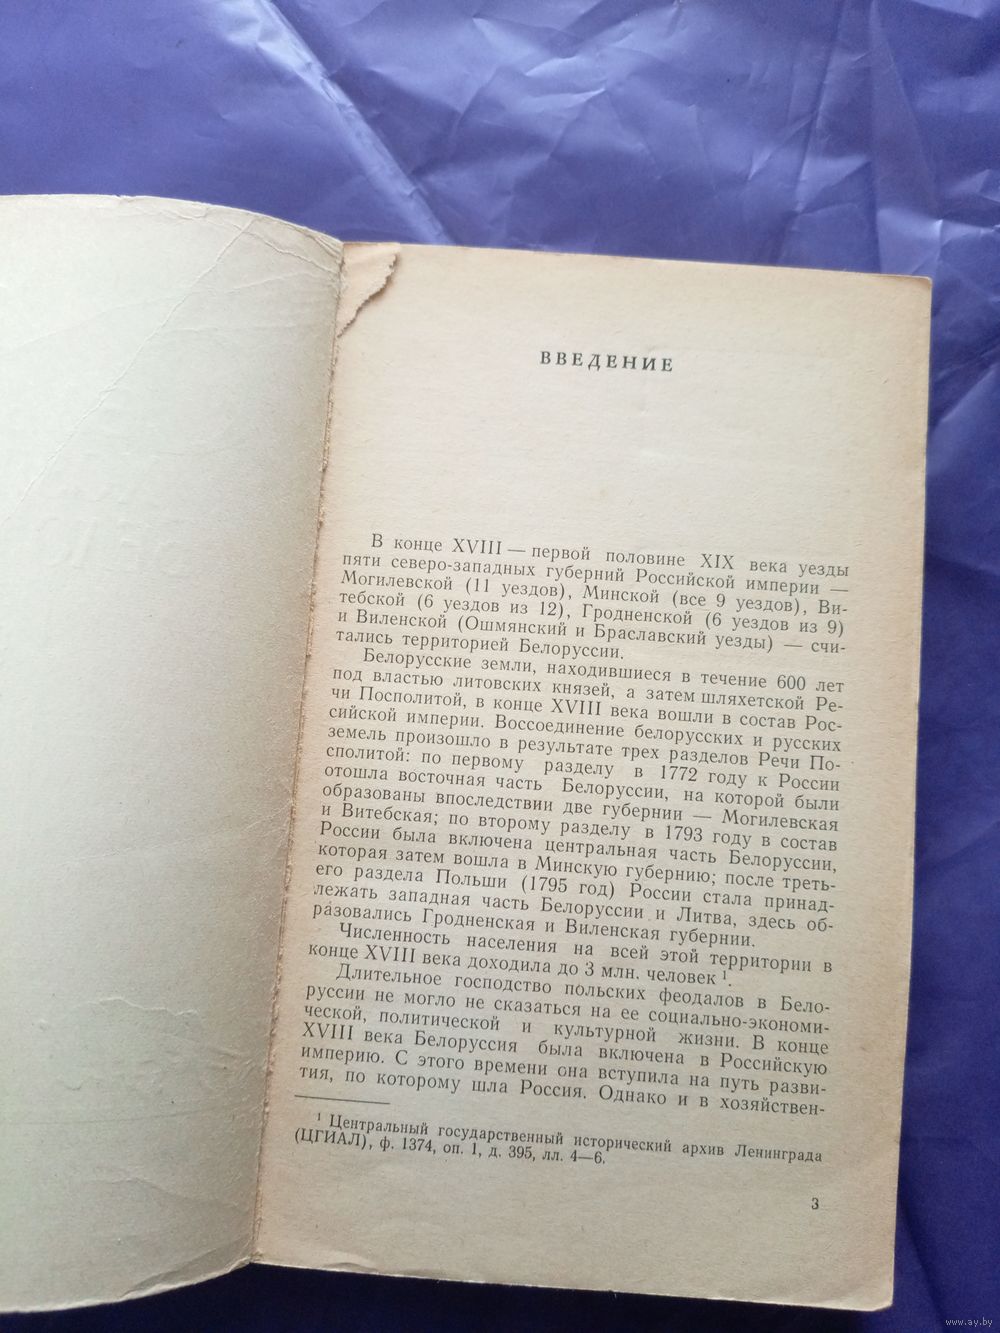 ВВЕДЕНИЕ
В конце XVIII — первой половине XIX века уезды
пяти северо-западных губерний Российской империи —
Могилевской (11 уездов), Минской (все 9 уездов), Ви-
тебской (6 уездов из 12), Гродненской (6 уездов из 9)
и Виленской (Ошмянский и Браславский уезды) — счи-
тались территорией Белоруссии.
Белорусские земли, находившиеся в течение 600 лет
под властью литовских князей, а затем шляхетской Ре-
чи Посполитой, в конце XVIII века вошли в состав Рос-
сийской империи. Воссоединение белорусских и русских
земель произошло в результате трех разделов Речи По-
сполитой: по первому разделу в 1772 году к России
отошла восточная часть Белоруссии, на которой были
образованы впоследствии две губернии — Могилевская
и Витебская; по второму разделу в 1793 году в состав
России была включена центральная часть Белоруссии,
которая затем вошла в Минскую губернию; после треть-
его раздела Польши (1795 год) России стала принад-
лежать западная часть Белоруссии и Литва, здесь об-
разовались Гродненская и Виленская губернии.
Численность населения на всей этой территории в
конце XVIII века доходила до 3 млн. человек ¹.
Длительное господство польских феодалов в Бело-
руссии не могло не сказаться на ее социально-экономи-
ческой, политической и культурной жизни. В конце
XVIII века Белоруссия была включена в Российскую
империю. С этого времени она вступила на путь разви-
тия, по которому шла Россия. Однако и в хозяйствен-
¹ Центральный государственный исторический архив Ленинграда
(ЦГИАЛ), ф. 1374, оп. 1, д. 395, лл. 4—6.
3
www.ay.by